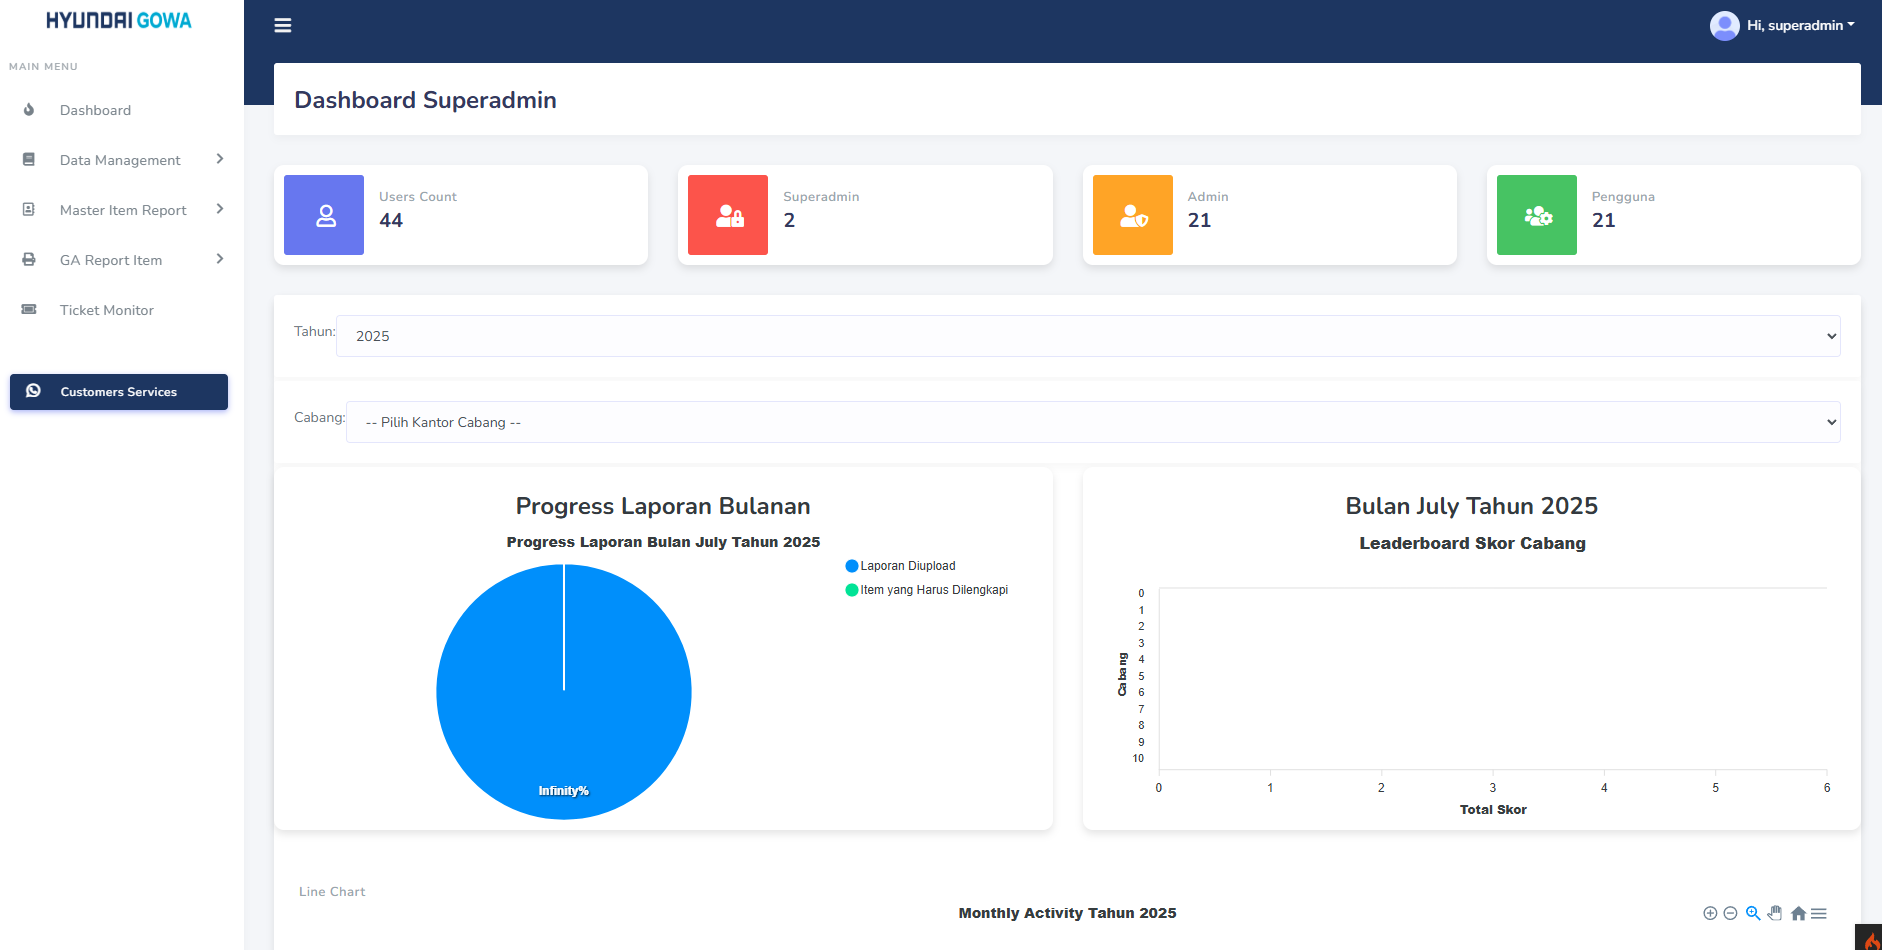 HYUNDAI GOWA
Hi, superadmin
MAIN MENU
Dashboard
Data Management
Master Item Report
GA Report Item
Ticket Monitor
Customers Services
Dashboard Superadmin
Users Count
44
Superadmin
2
Admin
21
Pengguna
21
Tahun:
2025
Cabang:
-- Pilih Kantor Cabang --
Progress Laporan Bulanan
Progress Laporan Bulan July Tahun 2025
Laporan Diupload
Item yang Harus Dilengkapi
Infinity%
Bulan July Tahun 2025
Leaderboard Skor Cabang
Cabang
0
1
2
3
4
5
6
7
8
9
10
0 1 2 3 4 5 6
Total Skor
Line Chart
Monthly Activity Tahun 2025